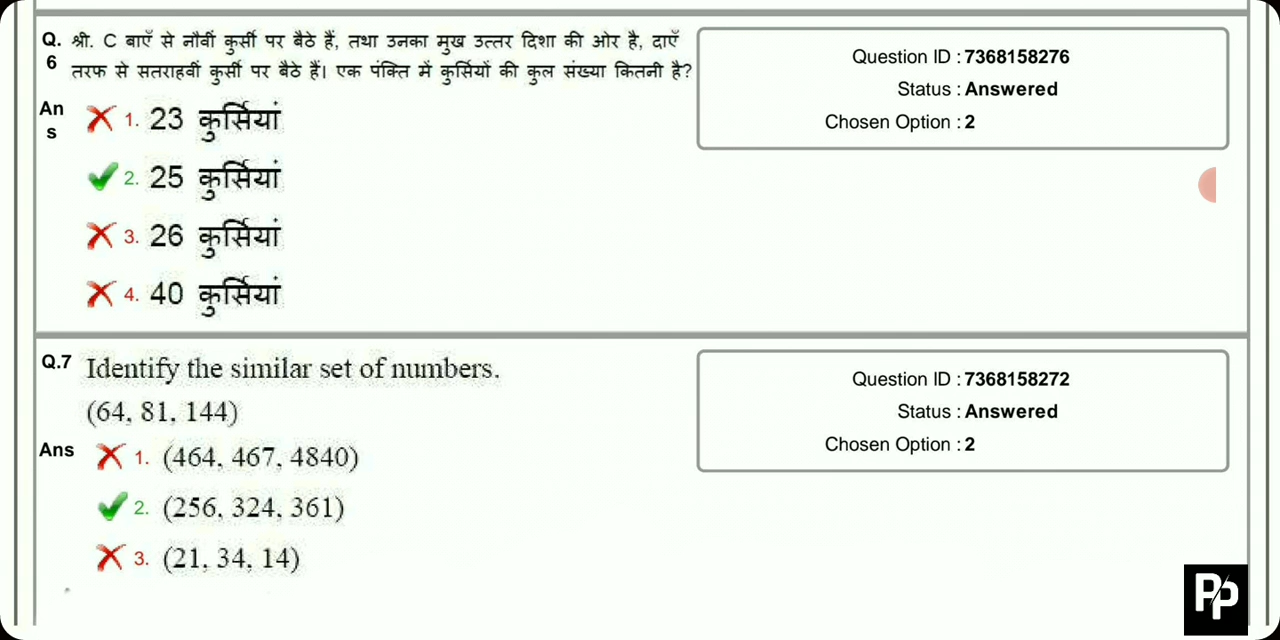 Q. श्री. C बाएँ से नौवीं कुर्सी पर बैठे हैं, तथा उनका मुख उत्तर दिशा की ओर है, दाएँ
6 तरफ से सतराहवीं कुर्सी पर बैठे हैं। एक पंक्ति में कुर्सियों की कुल संख्या कितनी है?
An
s
1. 23 कुर्सियां
2. 25 कुर्सियां
3. 26 कुर्सियां
4. 40 कुर्सियां
Question ID : 7368158276
Status : Answered
Chosen Option : 2
Q.7 Identify the similar set of numbers.
(64, 81, 144)
Ans 1. (464, 467, 4840)
2. (256, 324, 361)
3. (21, 34, 14)
Question ID : 7368158272
Status : Answered
Chosen Option : 2
PP